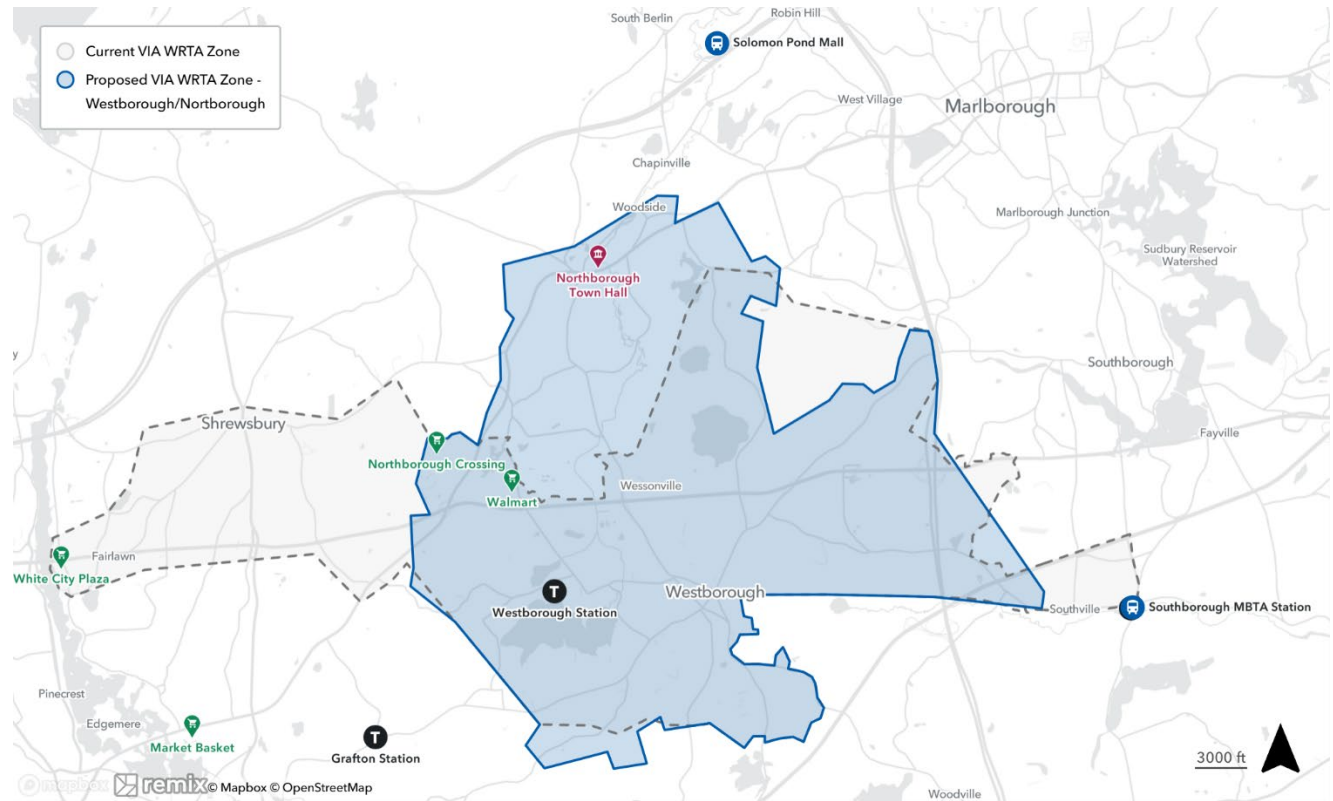 South Berlin
Robin Hill
Current VIA WRTA Zone
Proposed VIA WRTA Zone -
Westborough/Nortborough
Solomon Pond Mall
West Village
Marlborough
Chapinville
Woodside
Marlborough Junction
Sudbury Reservoir
Watershed
Northborough
Town Hall
Southborough
Shrewsbury
Fayville
Northborough Crossing
Walmart
Wessonville
Fairlawn
White City Plaza
T
Westborough Station
Westborough
Southville
Southborough MBTA Station
Pinecrest
Edgemere
Market Basket
T
Grafton Station
3000 ft
mapbox remix © Mapbox © OpenStreetMap
Woodville